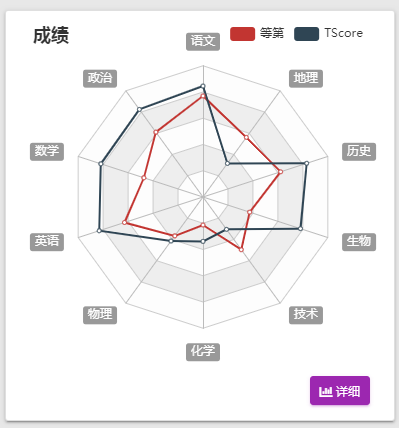 成绩
等第 TScore
语文
政治 地理
数学 历史
英语 生物
物理 技术
化学
详细